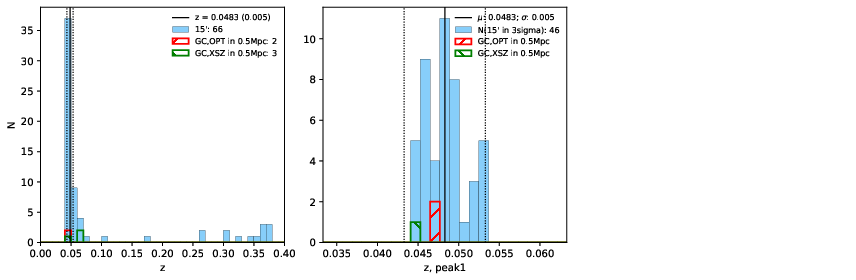 z = 0.0483 (0.005)
15': 66
GC,OPT in 0.5Mpc: 2
GC,XSZ in 0.5Mpc: 3
35
30
25
20
15
10
5
0
N
0.00 0.05 0.10 0.15 0.20 0.25 0.30 0.35 0.40
z
μ: 0.0483; σ: 0.005
N(15' in 3sigma): 46
GC,OPT in 0.5Mpc
GC,XSZ in 0.5Mpc
10
8
6
4
2
0
0.035 0.040 0.045 0.050 0.055 0.060
z, peak1